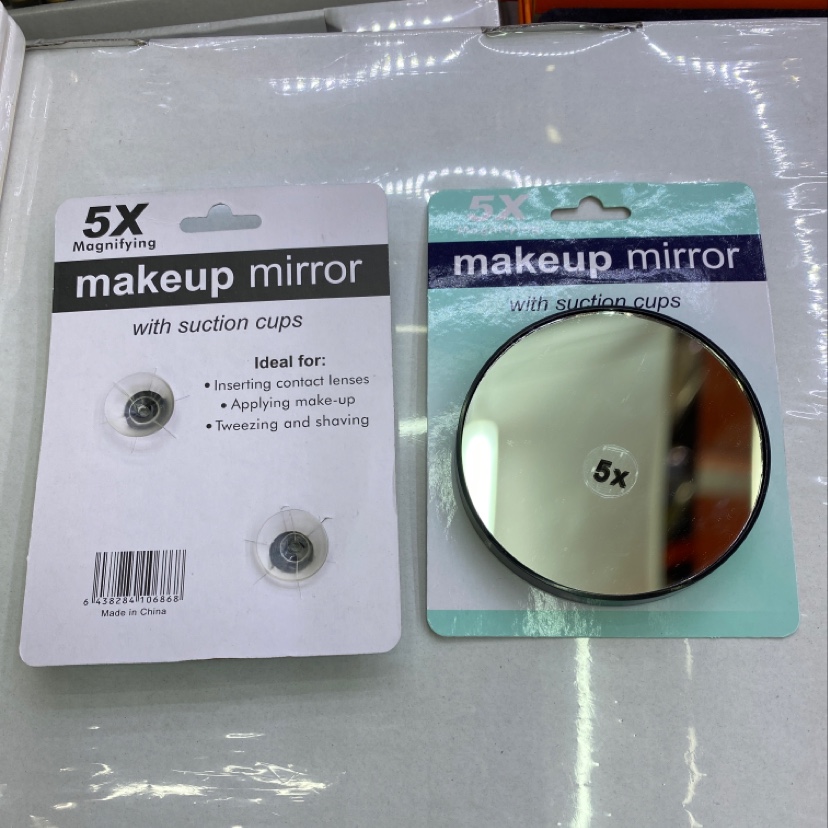 5X
Magnifying
makeup mirror
with suction cups
Ideal for:
• Inserting contact lenses
• Applying make-up
• Tweezing and shaving
6 438284 106868
Made in China
5X
makeup mirror
with suction cups
5x